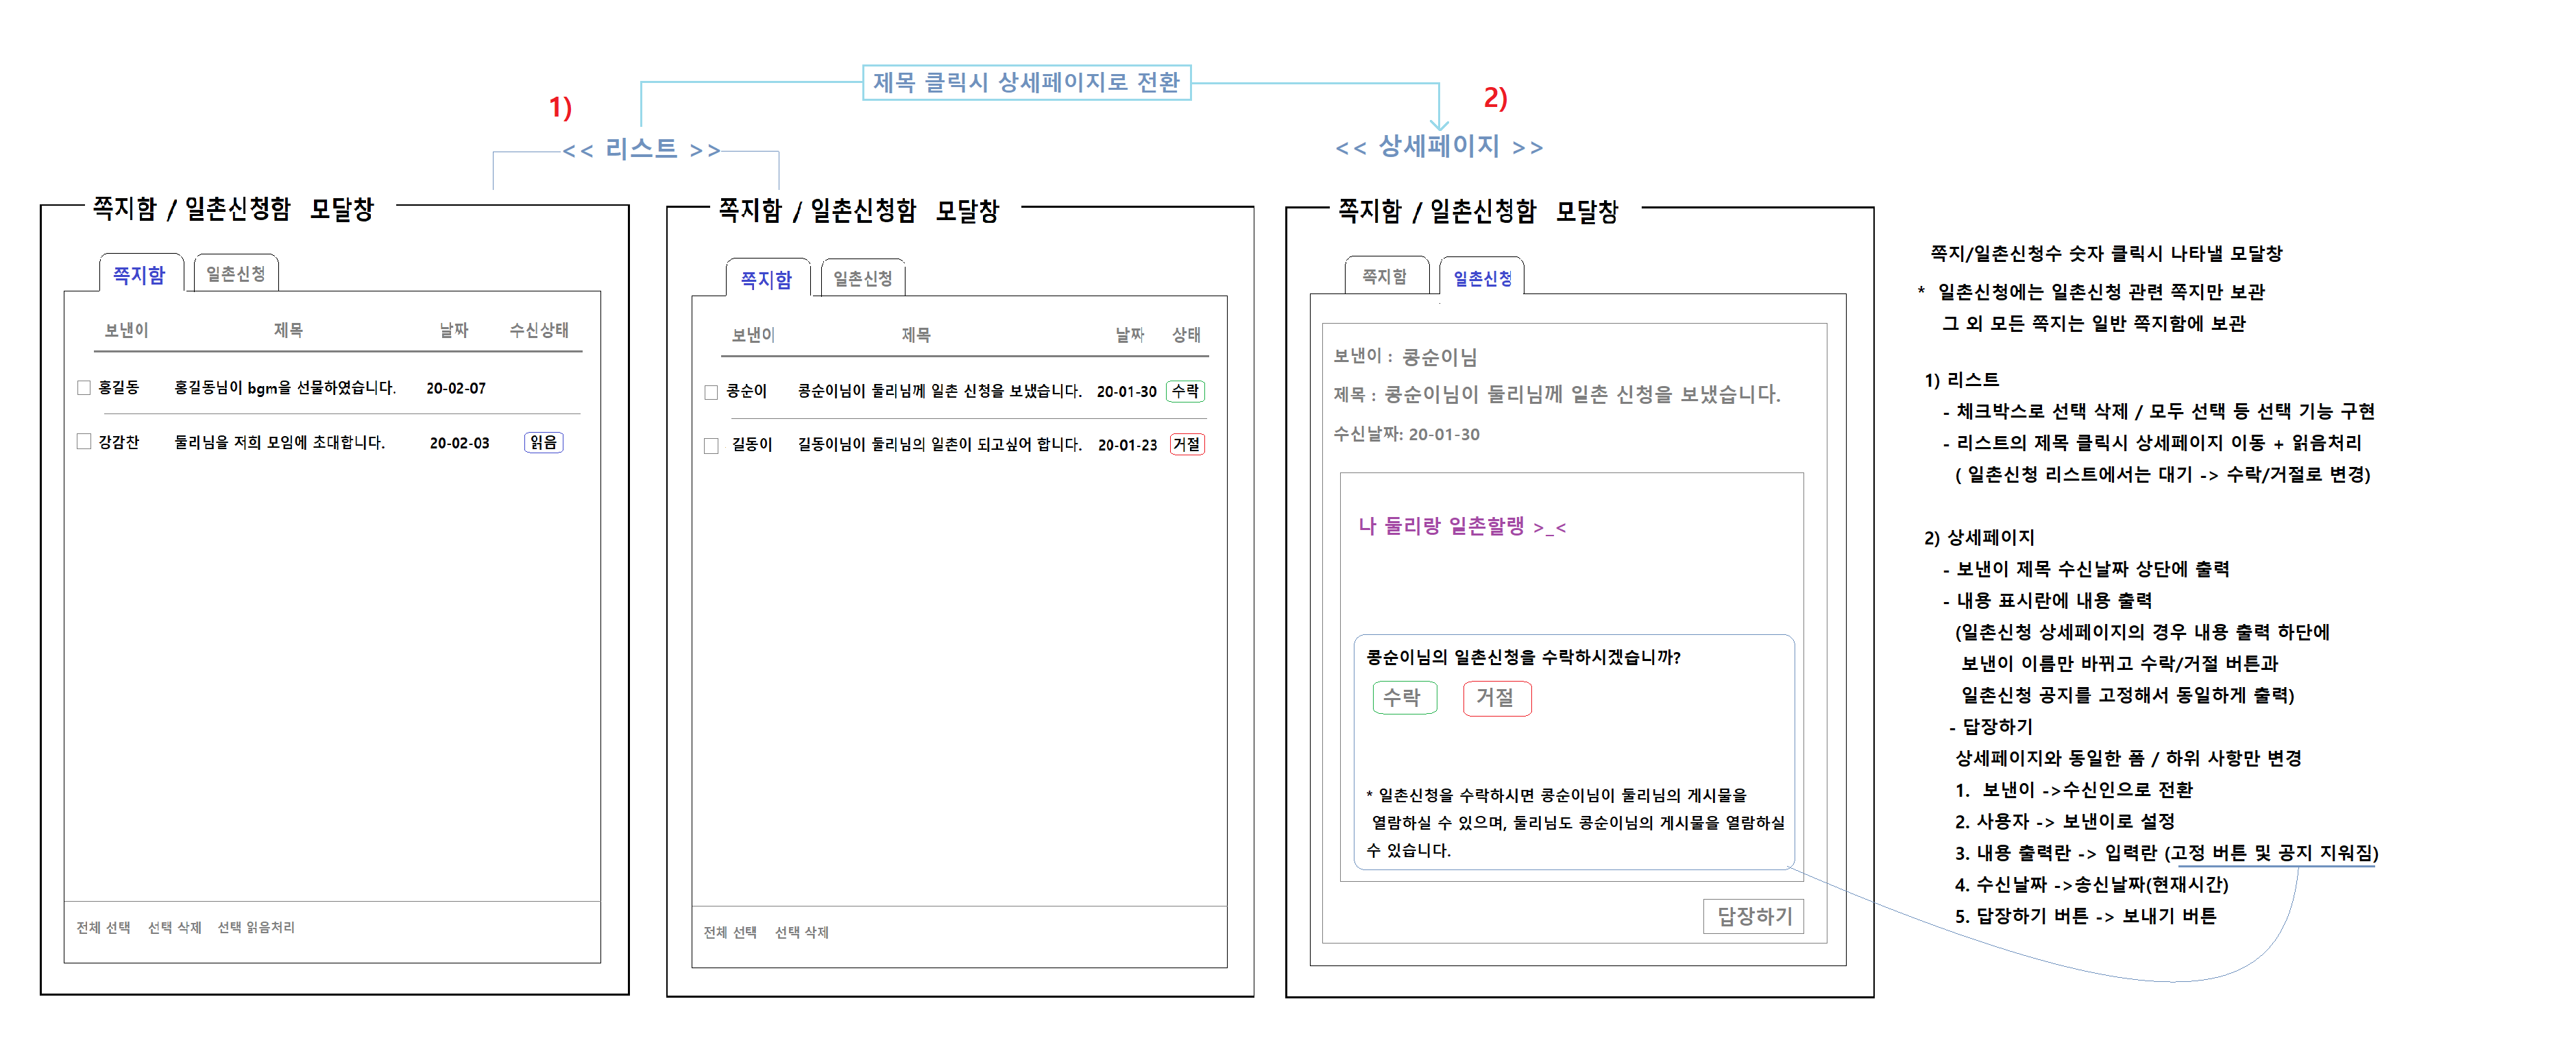 제목 클릭시 상세페이지로 전환
1)
<< 리스트 >>
2)
<< 상세페이지 >>
쪽지함 / 일촌신청함 모달창
쪽지함 일촌신청
보낸이 제목 날짜 수신상태
홍길동 홍길동님이 bgm을 선물하였습니다. 20-02-07
강감찬 둘리님을 저희 모임에 초대합니다. 20-02-03 읽음
전체 선택 선택 삭제 선택 읽음처리
쪽지함 / 일촌신청함 모달창
쪽지함 일촌신청
보낸이 제목 날짜 상태
콩순이 콩순이님이 둘리님께 일촌 신청을 보냈습니다. 20-01-30 수락
길동이 길동이님이 둘리님의 일촌이 되고싶어 합니다. 20-01-23 거절
전체 선택 선택 삭제
쪽지함 / 일촌신청함 모달창
쪽지함 일촌신청
보낸이 : 콩순이님
제목 : 콩순이님이 둘리님께 일촌 신청을 보냈습니다.
수신날짜: 20-01-30
나 둘리랑 일촌할랭 >_<
콩순이님의 일촌신청을 수락하시겠습니까?
수락 거절
* 일촌신청을 수락하시면 콩순이님이 둘리님의 게시물을
열람하실 수 있으며, 둘리님도 콩순이님의 게시물을 열람하실
수 있습니다.
답장하기
쪽지/일촌신청수 숫자 클릭시 나타낼 모달창
* 일촌신청에는 일촌신청 관련 쪽지만 보관
그 외 모든 쪽지는 일반 쪽지함에 보관
1) 리스트
- 체크박스로 선택 삭제 / 모두 선택 등 선택 기능 구현
- 리스트의 제목 클릭시 상세페이지 이동 + 읽음처리
( 일촌신청 리스트에서는 대기 -> 수락/거절로 변경)
2) 상세페이지
- 보낸이 제목 수신날짜 상단에 출력
- 내용 표시란에 내용 출력
(일촌신청 상세페이지의 경우 내용 출력 하단에
보낸이 이름만 바뀌고 수락/거절 버튼과
일촌신청 공지를 고정해서 동일하게 출력)
- 답장하기
상세페이지와 동일한 폼 / 하위 사항만 변경
1. 보낸이 ->수신인으로 전환
2. 사용자 -> 보낸이로 설정
3. 내용 출력란 -> 입력란 (고정 버튼 및 공지 지워짐)
4. 수신날짜 ->송신날짜(현재시간)
5. 답장하기 버튼 -> 보내기 버튼